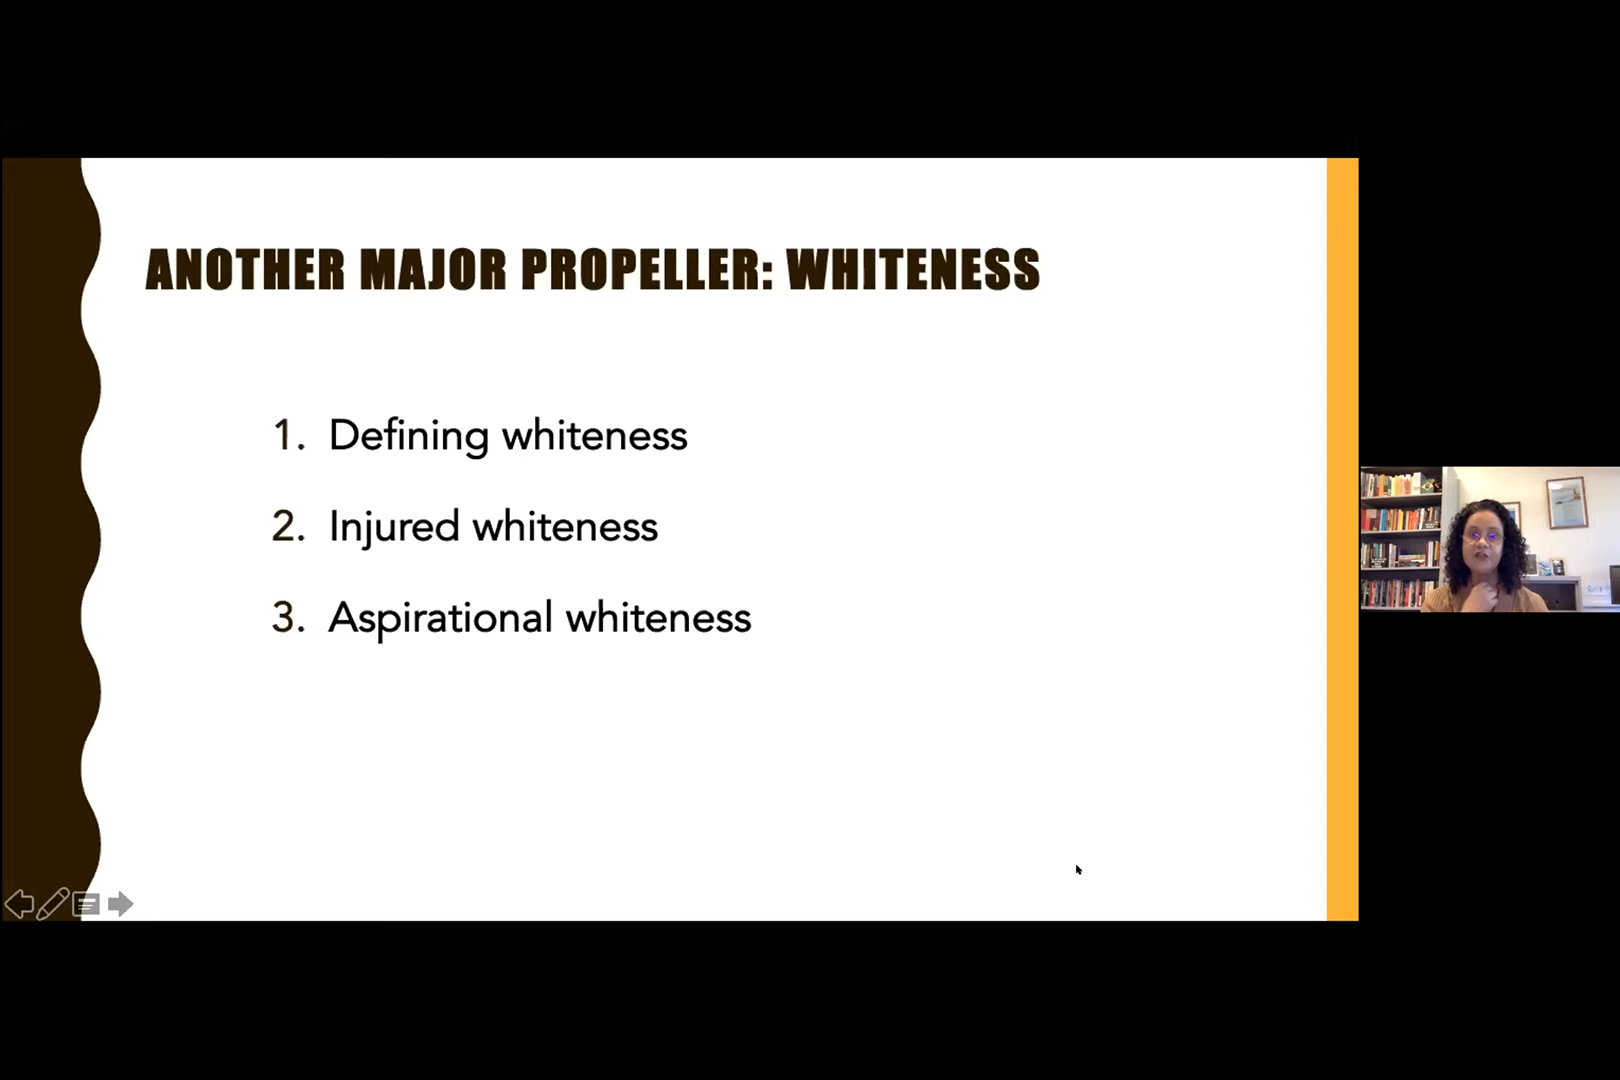 ANOTHER MAJOR PROPELLER: WHITENESS
1. Defining whiteness
2. Injured whiteness
3. Aspirational whiteness